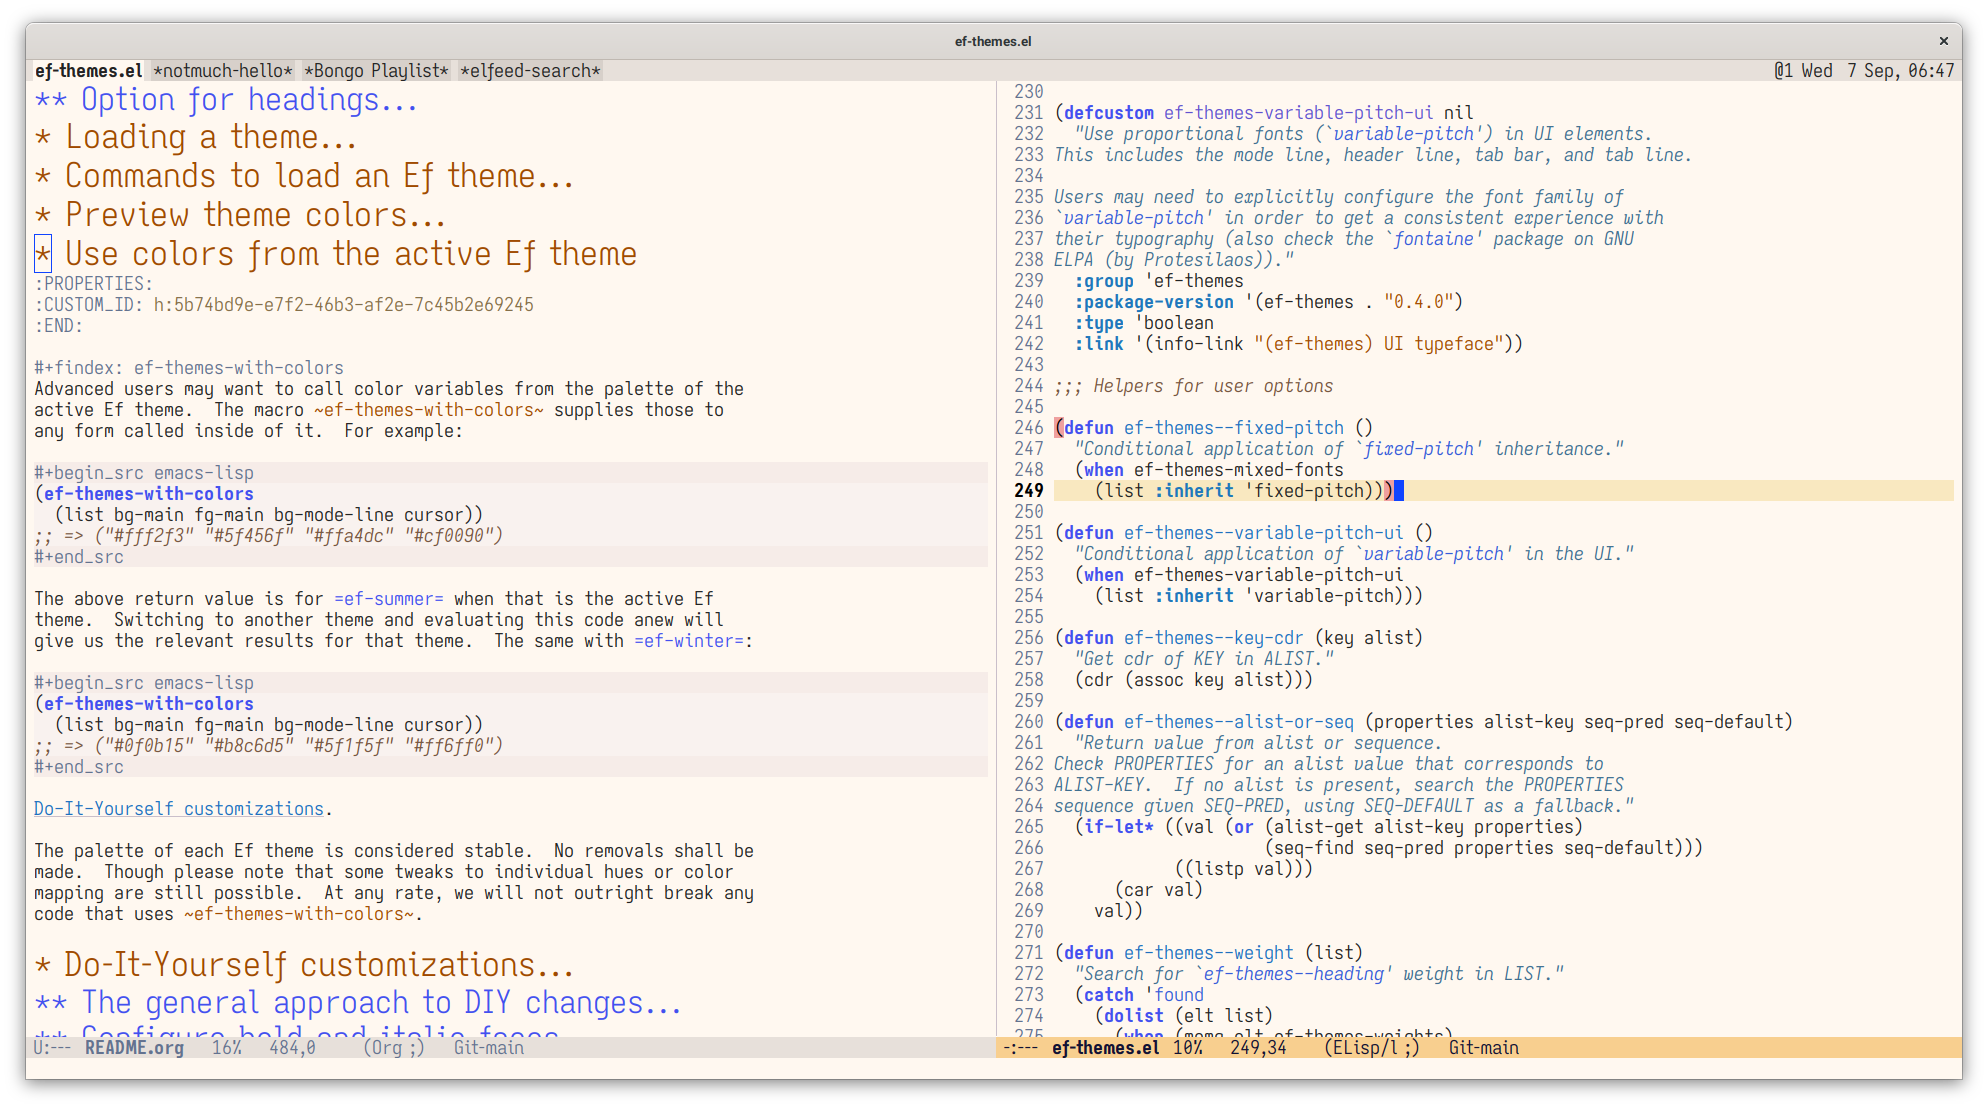 ef-themes.el
×
ef-themes.el *notmuch-hello* *Bongo Playlist* *elfeed-search*
@1 Wed 7 Sep, 06:47
** Option for headings...
* Loading a theme...
* Commands to load an Ef theme...
* Preview theme colors...
* Use colors from the active Ef theme
:PROPERTIES:
:CUSTOM_ID: h:5b74bd9e-e7f2-46b3-af2e-7c45b2e69245
:END:
#+findex: ef-themes-with-colors
Advanced users may want to call color variables from the palette of the
active Ef theme.  The macro ~ef-themes-with-colors~ supplies those to
any form called inside of it.  For example:
#+begin_src emacs-lisp
(ef-themes-with-colors
  (list bg-main fg-main bg-mode-line cursor))
;; => ("#fff2f3" "#5f456f" "#ffa4dc" "#cf0090")
#+end_src
The above return value is for =ef-summer= when that is the active Ef
theme.  Switching to another theme and evaluating this code anew will
give us the relevant results for that theme.  The same with =ef-winter=:
#+begin_src emacs-lisp
(ef-themes-with-colors
  (list bg-main fg-main bg-mode-line cursor))
;; => ("#0f0b15" "#b8c6d5" "#5f1f5f" "#ff6ff0")
#+end_src
Do-It-Yourself customizations.
The palette of each Ef theme is considered stable.  No removals shall be
made.  Though please note that some tweaks to individual hues or color
mapping are still possible.  At any rate, we will not outright break any
code that uses ~ef-themes-with-colors~.
* Do-It-Yourself customizations...
** The general approach to DIY changes...
** Configure bold and italic faces
U:--- README.org 16% 484,0 (Org ;) Git-main
230
231 (defcustom ef-themes-variable-pitch-ui nil
232   "Use proportional fonts (`variable-pitch') in UI elements.
233 This includes the mode line, header line, tab bar, and tab line.
234
235 Users may need to explicitly configure the font family of
236 `variable-pitch' in order to get a consistent experience with
237 their typography (also check the `fontaine' package on GNU
238 ELPA (by Protesilaos))."
239   :group 'ef-themes
240   :package-version '(ef-themes . "0.4.0")
241   :type 'boolean
242   :link '(info-link "(ef-themes) UI typeface"))
243
244 ;;; Helpers for user options
245
246 (defun ef-themes--fixed-pitch ()
247   "Conditional application of `fixed-pitch' inheritance."
248   (when ef-themes-mixed-fonts
249     (list :inherit 'fixed-pitch)))
250
251 (defun ef-themes--variable-pitch-ui ()
252   "Conditional application of `variable-pitch' in the UI."
253   (when ef-themes-variable-pitch-ui
254     (list :inherit 'variable-pitch)))
255
256 (defun ef-themes--key-cdr (key alist)
257   "Get cdr of KEY in ALIST."
258   (cdr (assoc key alist)))
259
260 (defun ef-themes--alist-or-seq (properties alist-key seq-pred seq-default)
261   "Return value from alist or sequence.
262 Check PROPERTIES for an alist value that corresponds to
263 ALIST-KEY.  If no alist is present, search the PROPERTIES
264 sequence given SEQ-PRED, using SEQ-DEFAULT as a fallback."
265   (if-let* ((val (or (alist-get alist-key properties)
266                      (seq-find seq-pred properties seq-default)))
267             ((listp val)))
268       (car val)
269     val))
270
271 (defun ef-themes--weight (list)
272   "Search for `ef-themes--heading' weight in LIST."
273   (catch 'found
274     (dolist (elt list)
275       (when (memq elt ef-themes-weights)
-:--- ef-themes.el 10% 249,34 (ELisp/l ;) Git-main